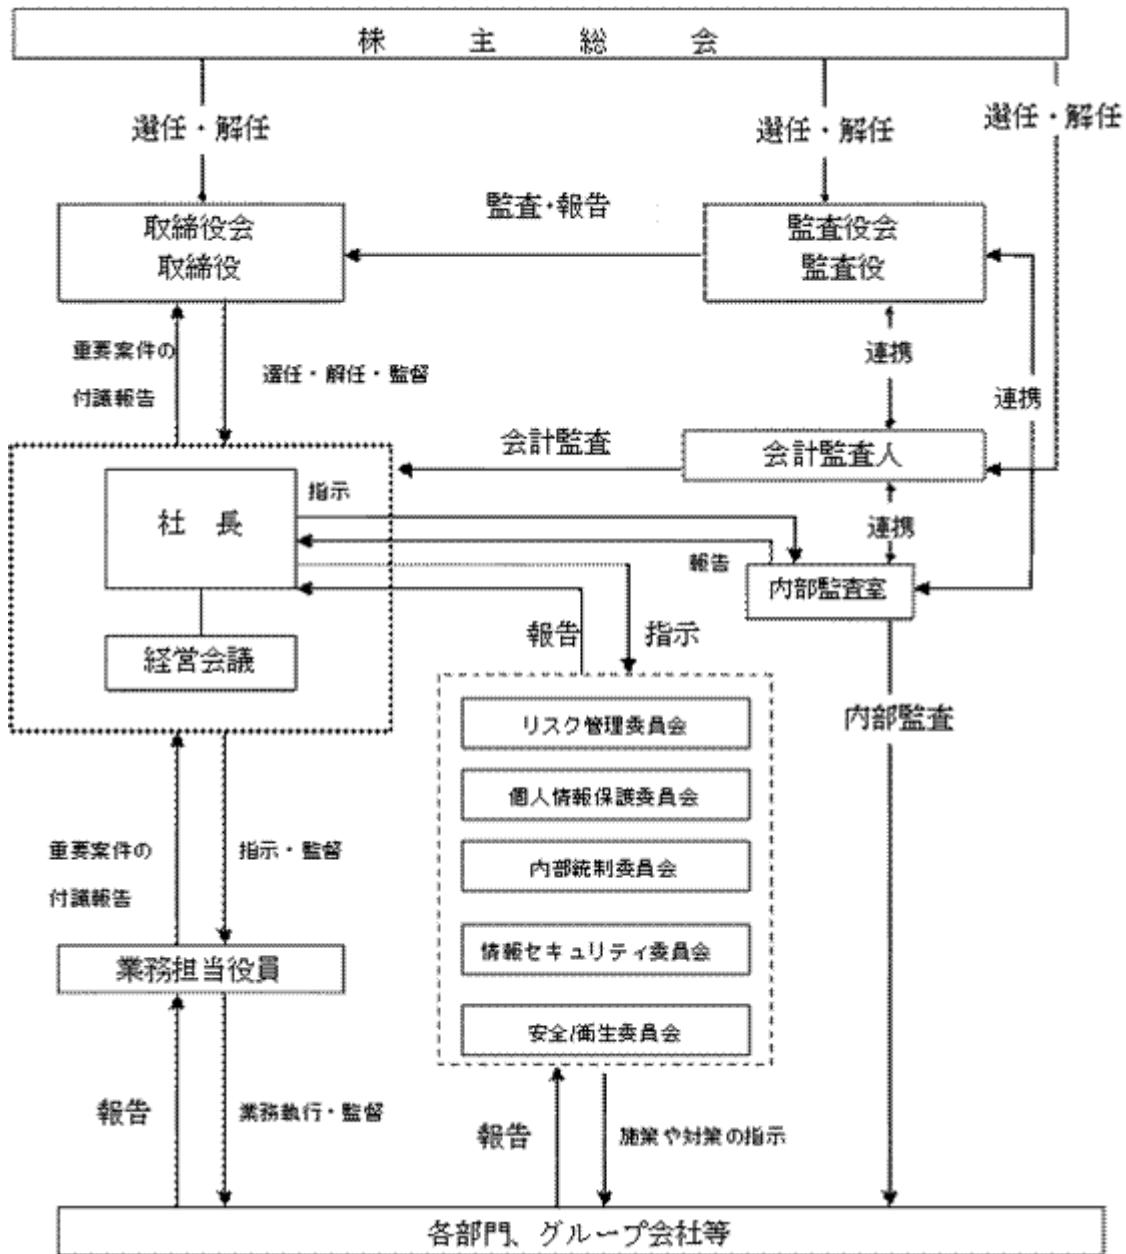 株主総会
選任・解任
選任・解任
選任・解任
監査・報告
取締役会
取締役
監査役会
監査役
重要案件の
付議報告
選任・解任・監督
連携
連携
会計監査
会計監査人
指示
社長
連携
報告
内部監査室
経営会議
報告
指示
リスク管理委員会
内部監査
個人情報保護委員会
重要案件の
付議報告
指示・監督
内部統制委員会
情報セキュリティ委員会
業務担当役員
安全/衛生委員会
報告
業務執行・監督
報告
施策や対策の指示
各部門、グループ会社等